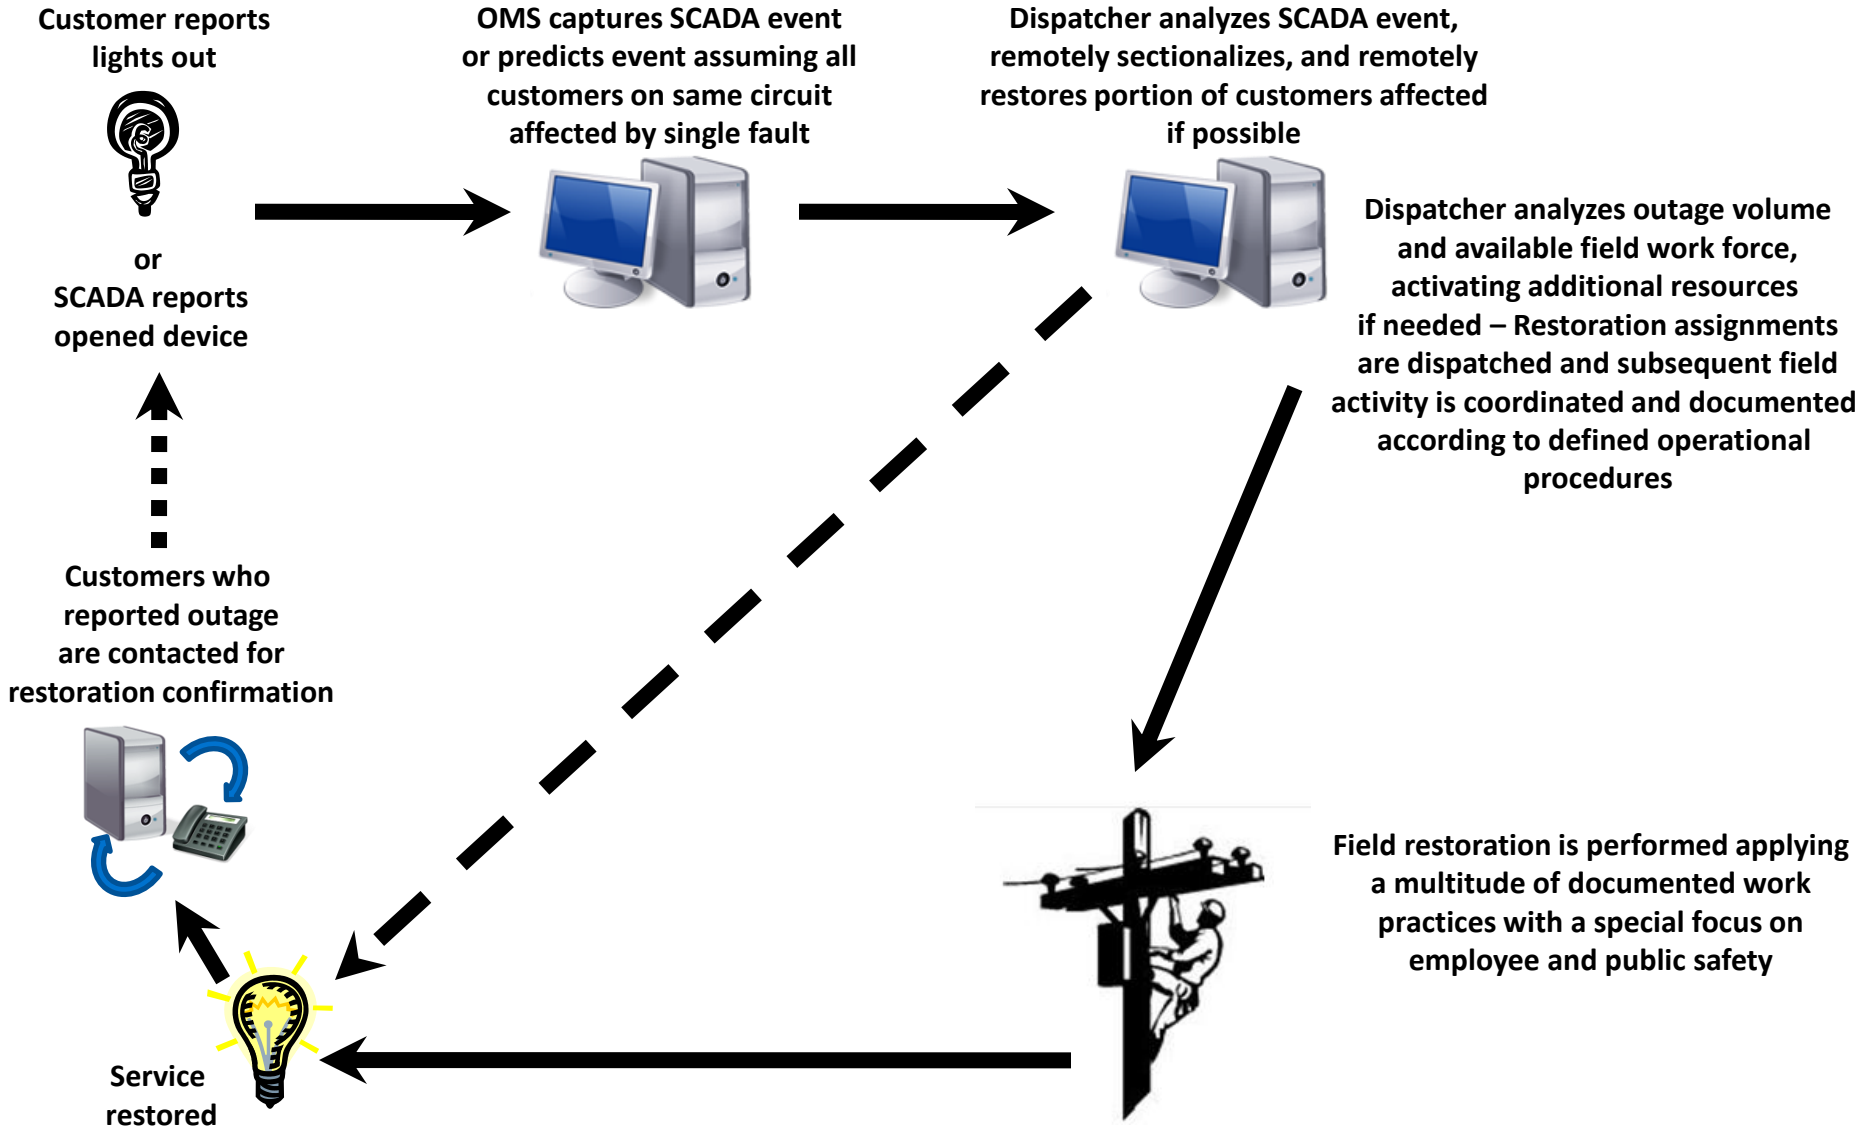 Customer reports
lights out
or
SCADA reports
opened device
OMS captures SCADA event
or predicts event assuming all
customers on same circuit
affected by single fault
Dispatcher analyzes SCADA event,
remotely sectionalizes, and remotely
restores portion of customers affected
if possible
Dispatcher analyzes outage volume
and available field work force,
activating additional resources
if needed – Restoration assignments
are dispatched and subsequent field
activity is coordinated and documented
according to defined operational
procedures
Field restoration is performed applying
a multitude of documented work
practices with a special focus on
employee and public safety
Service
restored
Customers who
reported outage
are contacted for
restoration confirmation